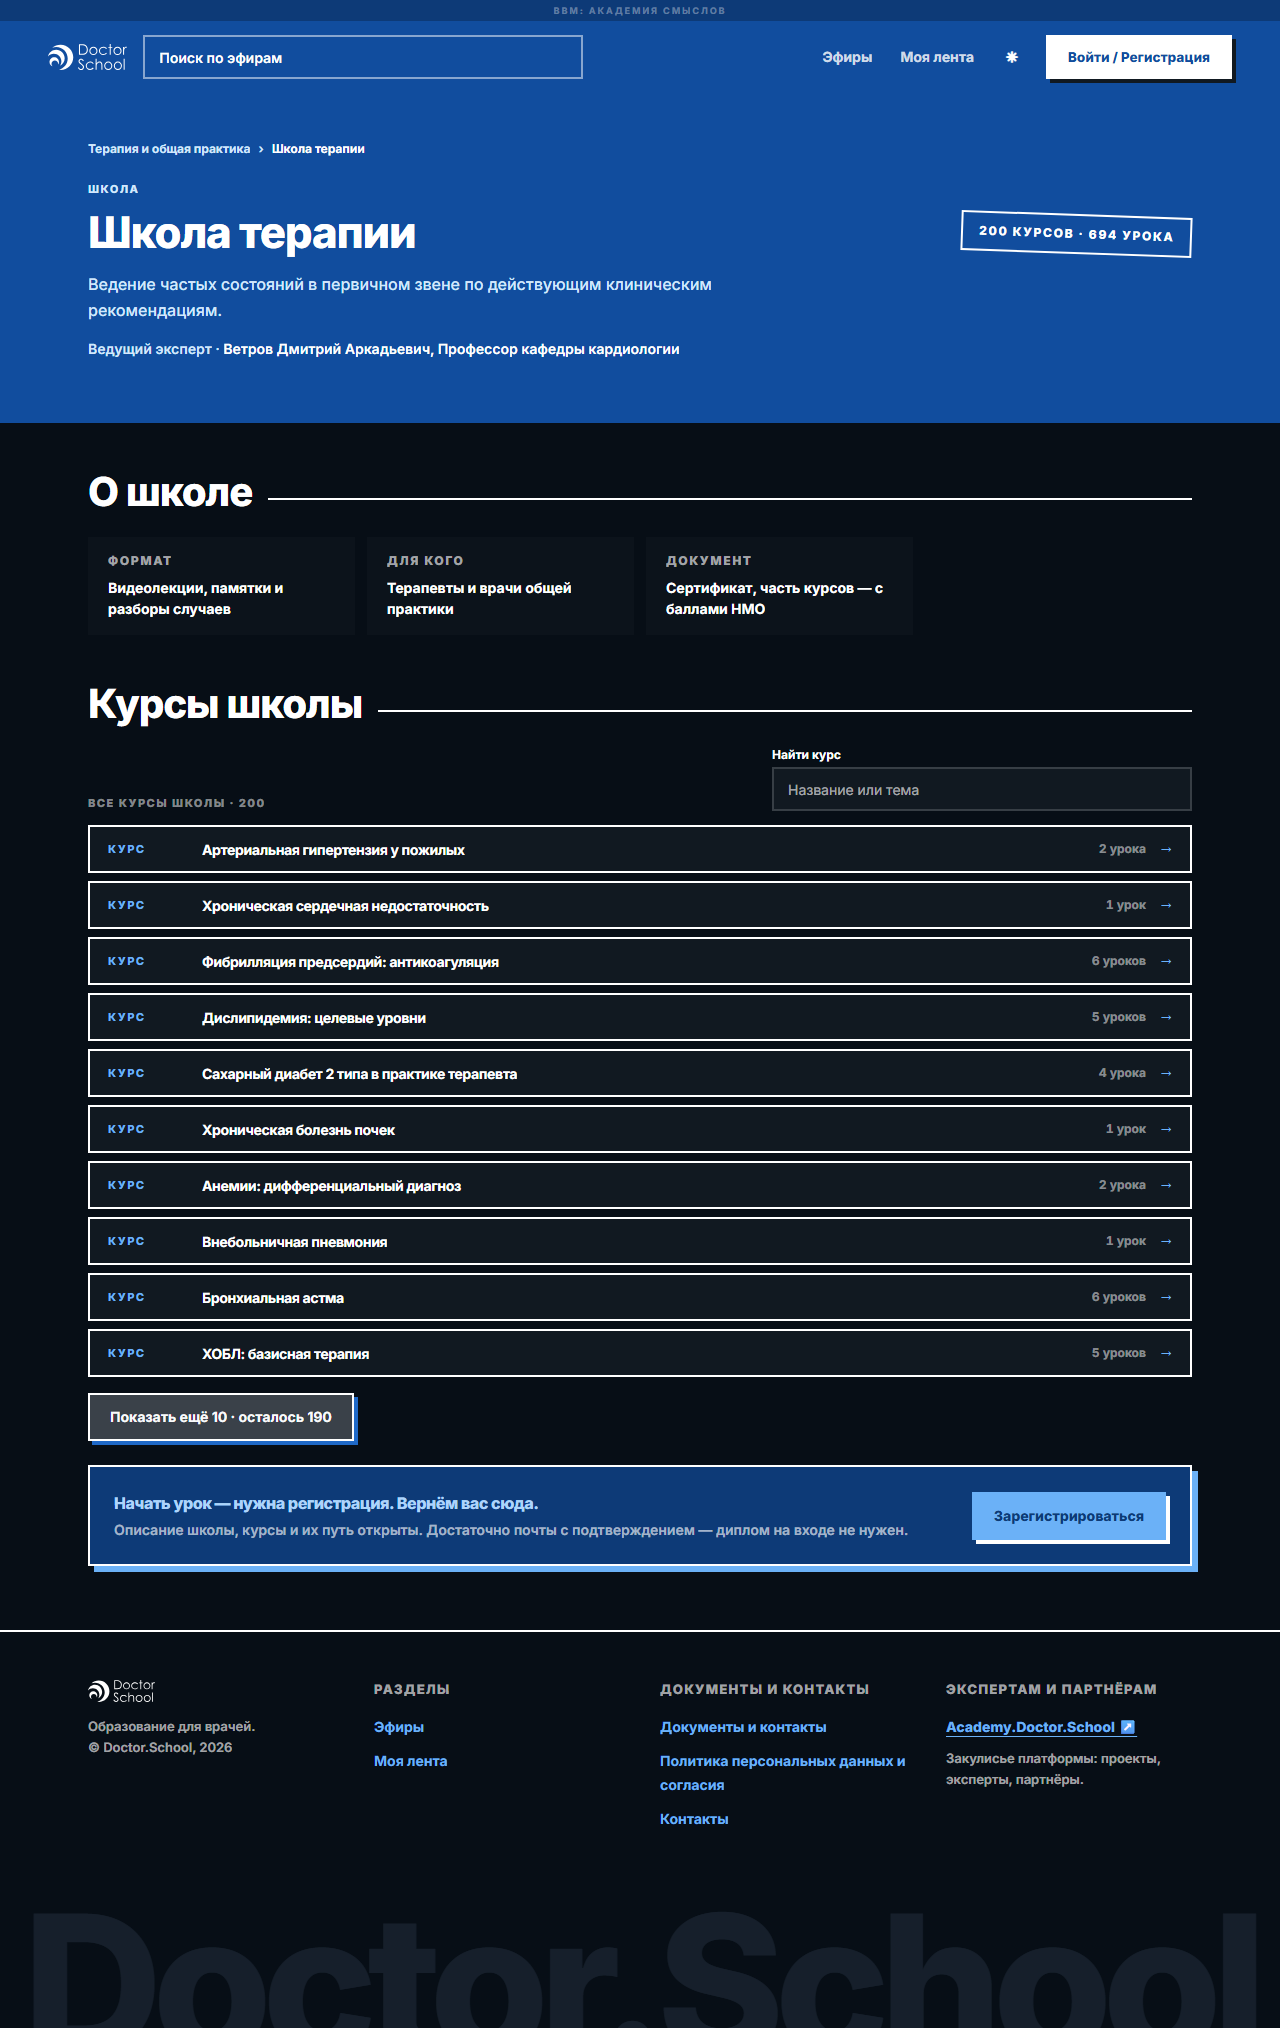 ВВМ: АКАДЕМИЯ СМЫСЛОВ
Doctor
School
Поиск по эфирам
Эфиры
Моя лента
Войти / Регистрация
Терапия и общая практика › Школа терапии
ШКОЛА
Школа терапии
200 КУРСОВ · 694 УРОКА
Ведение частых состояний в первичном звене по действующим клиническим
рекомендациям.
Ведущий эксперт · Ветров Дмитрий Аркадьевич, Профессор кафедры кардиологии
О школе
ФОРМАТ
Видеолекции, памятки и
разборы случаев
ДЛЯ КОГО
Терапевты и врачи общей
практики
ДОКУМЕНТ
Сертификат, часть курсов — с
баллами НМО
Курсы школы
Найти курс
ВСЕ КУРСЫ ШКОЛЫ · 200
Название или тема
КУРС Артериальная гипертензия у пожилых 2 урока →
КУРС Хроническая сердечная недостаточность 1 урок →
КУРС Фибрилляция предсердий: антикоагуляция 6 уроков →
КУРС Дислипидемия: целевые уровни 5 уроков →
КУРС Сахарный диабет 2 типа в практике терапевта 4 урока →
КУРС Хроническая болезнь почек 1 урок →
КУРС Анемии: дифференциальный диагноз 2 урока →
КУРС Внебольничная пневмония 1 урок →
КУРС Бронхиальная астма 6 уроков →
КУРС ХОБЛ: базисная терапия 5 уроков →
Показать ещё 10 · осталось 190
Начать урок — нужна регистрация. Вернём вас сюда.
Описание школы, курсы и их путь открыты. Достаточно почты с подтверждением — диплом на входе не нужен.
Зарегистрироваться
Doctor
School
Образование для врачей.
© Doctor.School, 2026
РАЗДЕЛЫ
Эфиры
Моя лента
ДОКУМЕНТЫ И КОНТАКТЫ
Документы и контакты
Политика персональных данных и
согласия
Контакты
ЭКСПЕРТАМ И ПАРТНЁРАМ
Academy.Doctor.School ↗
Закулисье платформы: проекты,
эксперты, партнёры.
Doctor.School